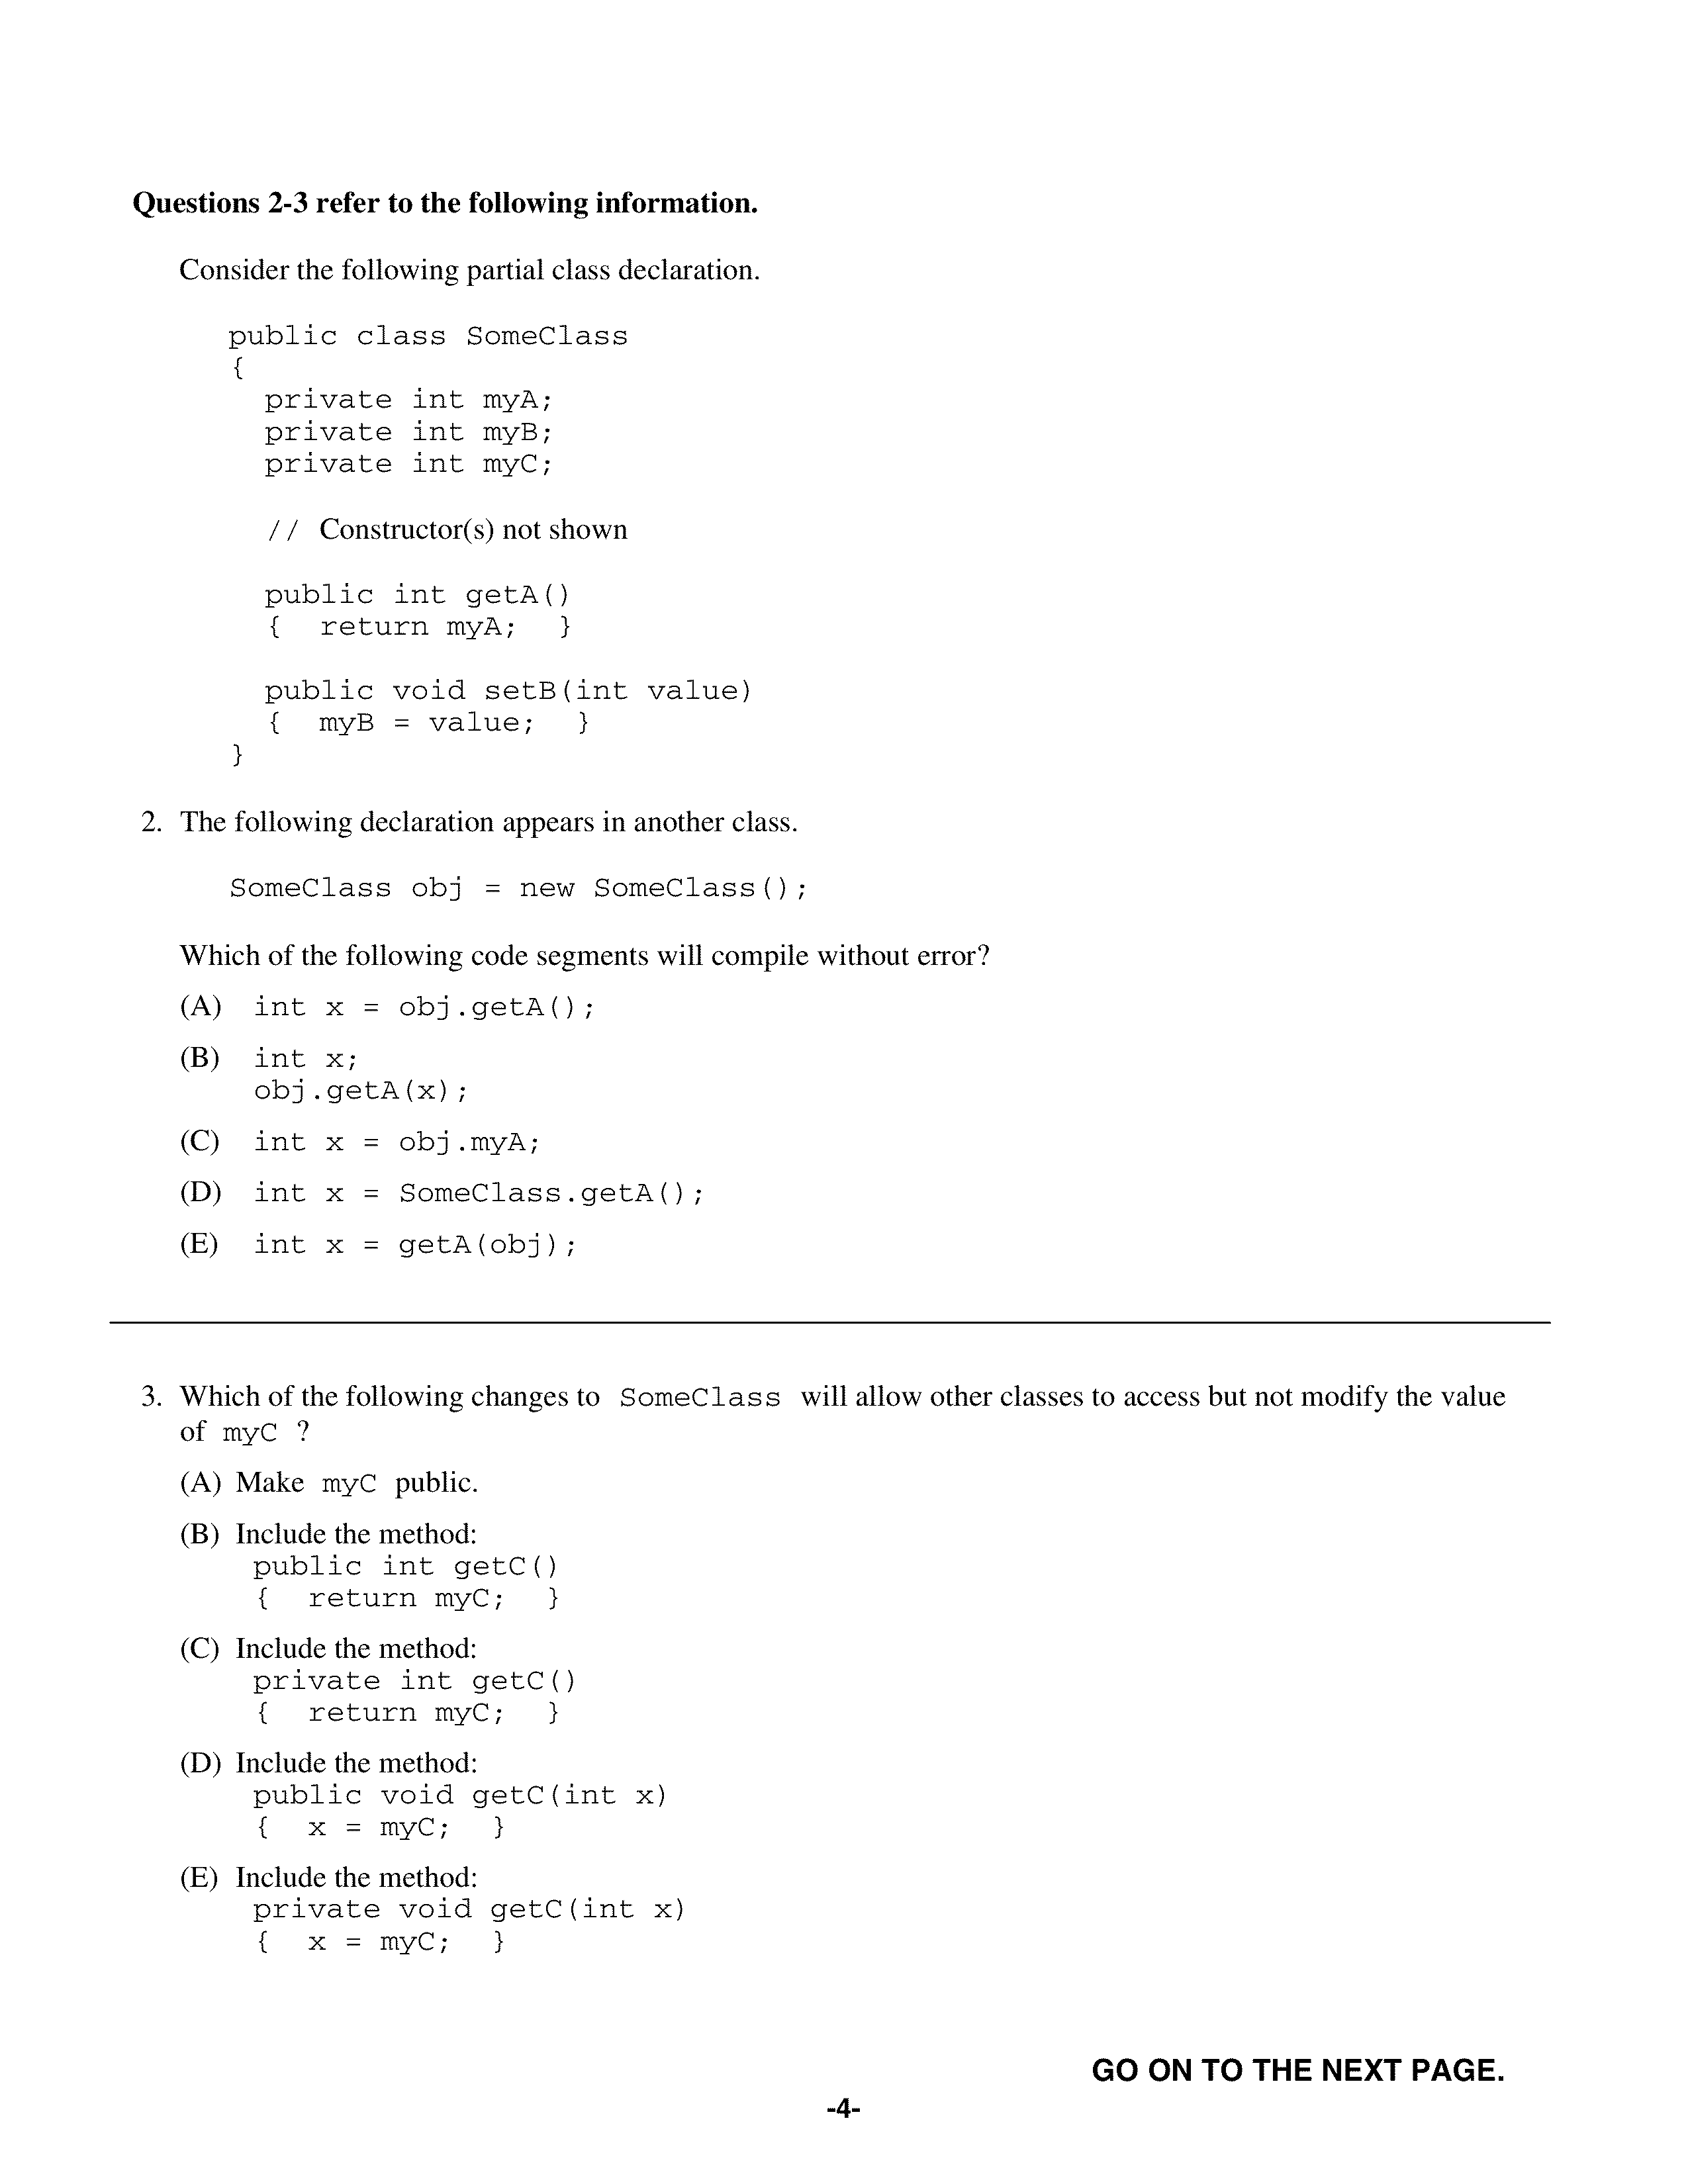 Questions 2-3 refer to the following information.
Consider the following partial class declaration.
public class SomeClass
{
private int myA;
private int myB;
private int myC;
// Constructor(s) not shown
public int getA()
{ return myA; }
public void setB(int value)
{ myB = value; }
}
2. The following declaration appears in another class.
SomeClass obj = new SomeClass();
Which of the following code segments will compile without error?
(A) int x = obj.getA();
(B) int x;
obj.getA(x);
(C) int x = obj.myA;
(D) int x = SomeClass.getA();
(E) int x = getA(obj);
3. Which of the following changes to SomeClass will allow other classes to access but not modify the value
of myC ?
(A) Make myC public.
(B) Include the method:
public int getC()
{ return myC; }
(C) Include the method:
private int getC()
{ return myC; }
(D) Include the method:
public void getC(int x)
{ x = myC; }
(E) Include the method:
private void getC(int x)
{ x = myC; }
GO ON TO THE NEXT PAGE.
-4-